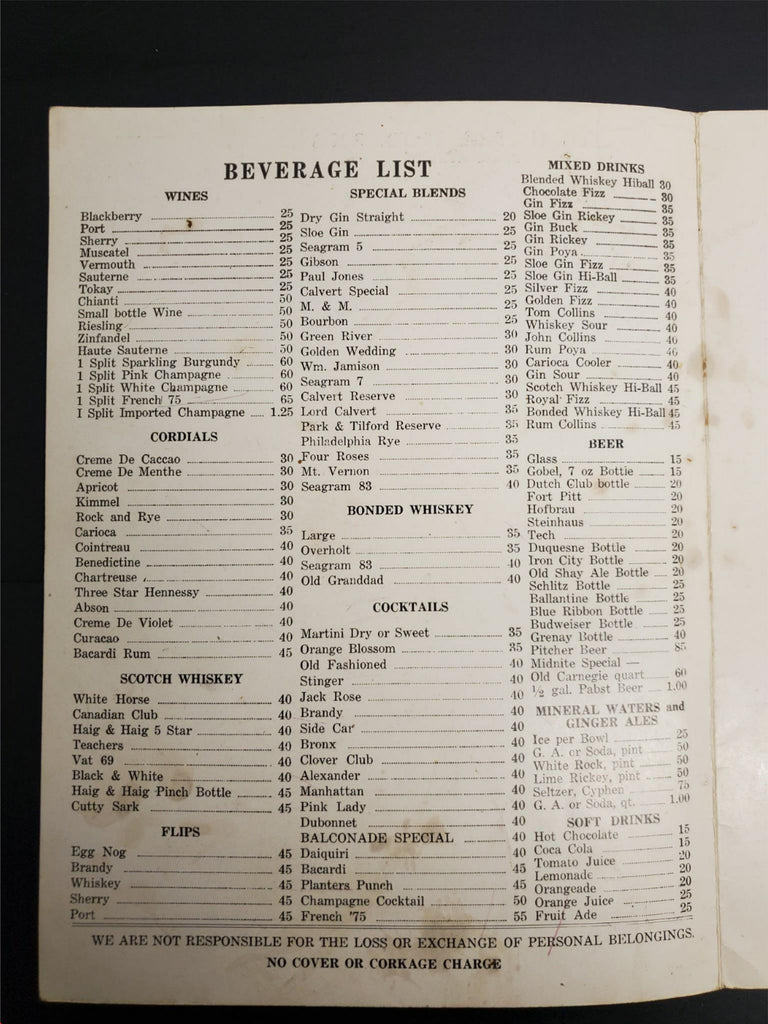 BEVERAGE LIST
WINES
Blackberry 25
Port 25
Sherry 25
Muscatel 25
Vermouth 25
Sauterne 25
Tokay 25
Chianti 50
Small bottle Wine 50
Riesling 50
Zinfandel 50
Haute Sauterne 50
1 Split Sparkling Burgundy 60
1 Split Pink Champagne 60
1 Split White Champagne 60
1 Split French 75 65
I Split Imported Champagne 1.25
CORDIALS
Creme De Caccao 30
Creme De Menthe 30
Apricot 30
Kimmel 30
Rock and Rye 30
Carioca 35
Cointreau 40
Benedictine 40
Chartreuse 40
Three Star Hennessy 40
Abson 40
Creme De Violet 40
Curacao 40
Bacardi Rum 45
SCOTCH WHISKEY
White Horse 40
Canadian Club 40
Haig & Haig 5 Star 40
Teachers 40
Vat 69 40
Black & White 40
Haig & Haig Pinch Bottle 45
Cutty Sark 45
FLIPS
Egg Nog 45
Brandy 45
Whiskey 45
Sherry 45
Port 45
SPECIAL BLENDS
Dry Gin Straight 20
Sloe Gin 25
Seagram 5 25
Gibson 25
Paul Jones 25
Calvert Special 25
M. & M. 25
Bourbon 25
Green River 30
Golden Wedding 30
Wm. Jamison 30
Seagram 7 30
Calvert Reserve 30
Lord Calvert 35
Park & Tilford Reserve 35
Philadelphia Rye 35
Four Roses 35
Mt. Vernon 35
Seagram 83 40
BONDED WHISKEY
Large 35
Overholt 35
Seagram 83 40
Old Granddad 40
COCKTAILS
Martini Dry or Sweet 35
Orange Blossom 35
Old Fashioned 40
Stinger 40
Jack Rose 40
Brandy 40
Side Car 40
Bronx 40
Clover Club 40
Alexander 40
Manhattan 40
Pink Lady 40
Dubonnet 40
BALCONADE SPECIAL 40
Daiquiri 40
Bacardi 45
Planters Punch 45
Champagne Cocktail 50
French '75 55
MIXED DRINKS
Blended Whiskey Hiball 30
Chocolate Fizz 30
Gin Fizz 35
Sloe Gin Rickey 35
Gin Buck 35
Gin Rickey 35
Gin Poya 35
Sloe Gin Fizz 35
Sloe Gin Hi-Ball 35
Silver Fizz 40
Golden Fizz 40
Tom Collins 40
Whiskey Sour 40
John Collins 40
Rum Poya 40
Carioca Cooler 40
Gin Sour 40
Scotch Whiskey Hi-Ball 45
Royal Fizz 45
Bonded Whiskey Hi-Ball 45
Rum Collins 45
BEER
Glass 15
Gobel, 7 oz Bottie 15
Dutch Club bottle 20
Fort Pitt 20
Hofbrau 20
Steinhaus 20
Tech 20
Duquesne Bottle 20
Iron City Bottle 20
Old Shay Ale Bottle 20
Schlitz Bottle 25
Ballantine Bottle 25
Blue Ribbon Bottle 25
Budweiser Bottle 25
Grenay Bottle 40
Pitcher Beer 85
Midnite Special —
Old Carnegie quart 60
½ gal. Pabst Beer 1.00
MINERAL WATERS and
GINGER ALES
Ice per Bowl 25
G. A. or Soda, pint 50
White Rock, pint 50
Lime Rickey, pint 50
Seltzer, Cyphen 75
G. A. or Soda, qt. 1.00
SOFT DRINKS
Hot Chocolate 15
Coca Cola 15
Tomato Juice 20
Lemonade 20
Orangeade 20
Orange Juice 25
Fruit Ade 25
WE ARE NOT RESPONSIBLE FOR THE LOSS OR EXCHANGE OF PERSONAL BELONGINGS.
NO COVER OR CORKAGE CHARGE